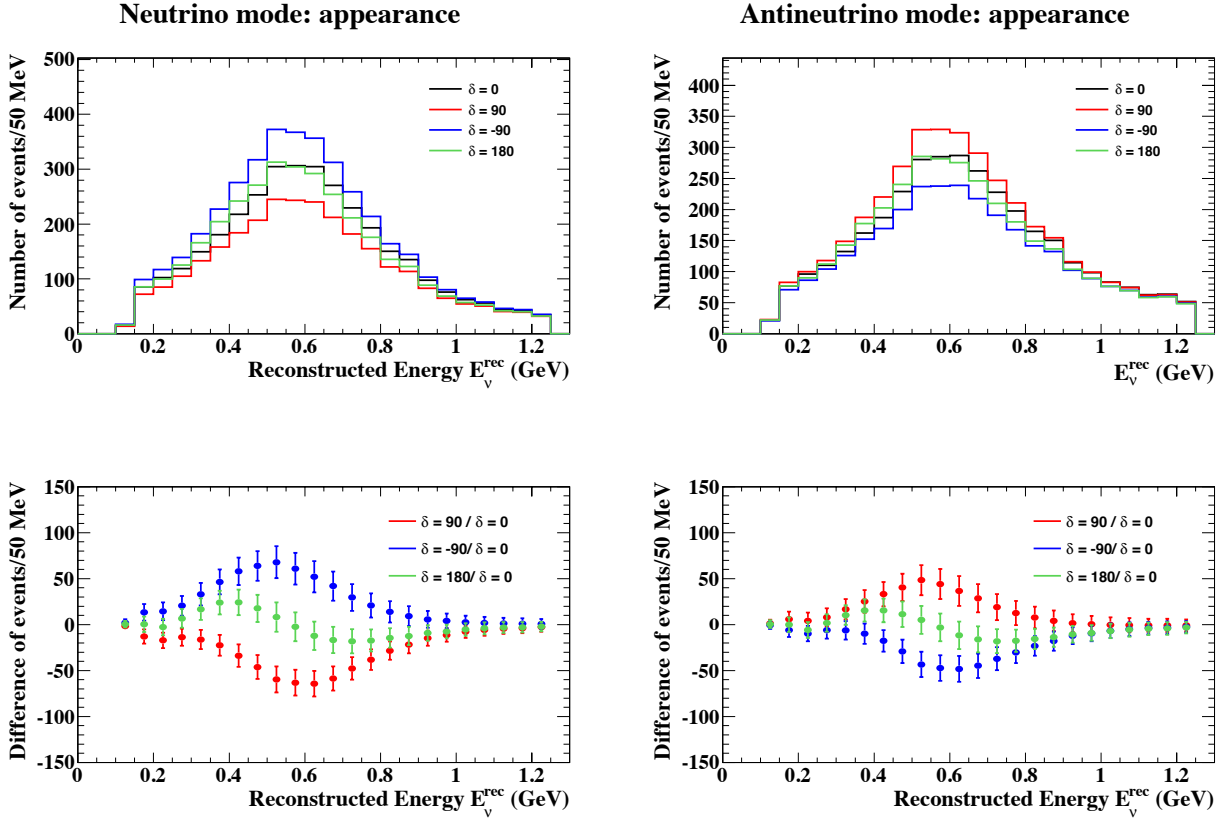 Neutrino mode: appearance
Number of events/50 MeV
500
400
300
200
100
0
δ = 0
δ = 90
δ = -90
δ = 180
0 0.2 0.4 0.6 0.8 1 1.2
Reconstructed Energy E_ν^rec (GeV)
Antineutrino mode: appearance
Number of events/50 MeV
400
350
300
250
200
150
100
50
0
δ = 0
δ = 90
δ = -90
δ = 180
0 0.2 0.4 0.6 0.8 1 1.2
E_ν^rec (GeV)
Difference of events/50 MeV
150
100
50
0
-50
-100
-150
δ = 90 / δ = 0
δ = -90/ δ = 0
δ = 180/ δ = 0
0 0.2 0.4 0.6 0.8 1 1.2
Reconstructed Energy E_ν^rec (GeV)
Difference of events/50 MeV
150
100
50
0
-50
-100
-150
δ = 90 / δ = 0
δ = -90/ δ = 0
δ = 180/ δ = 0
0 0.2 0.4 0.6 0.8 1 1.2
Reconstructed Energy E_ν^rec (GeV)